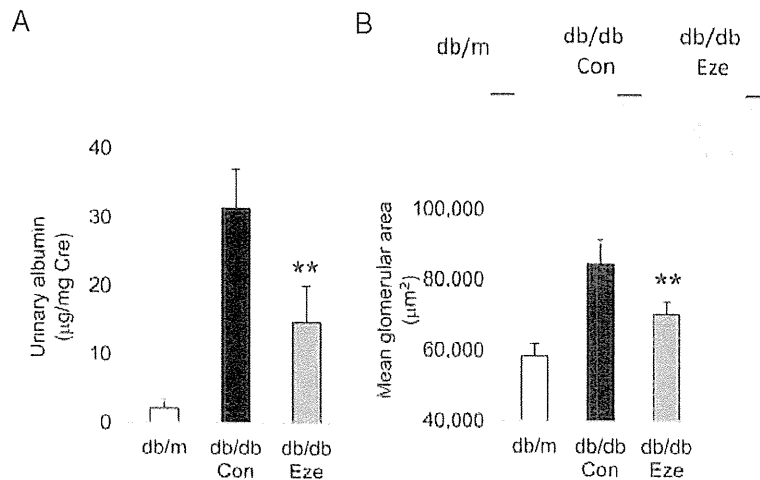 A
Urinary albumin
(μg/mg Cre)
40
30
20
10
0
**
db/m
db/db
Con
db/db
Eze
B
db/m
db/db
Con
db/db
Eze
Mean glomerular area
(μm²)
100,000
80,000
60,000
40,000
**
db/m
db/db
Con
db/db
Eze